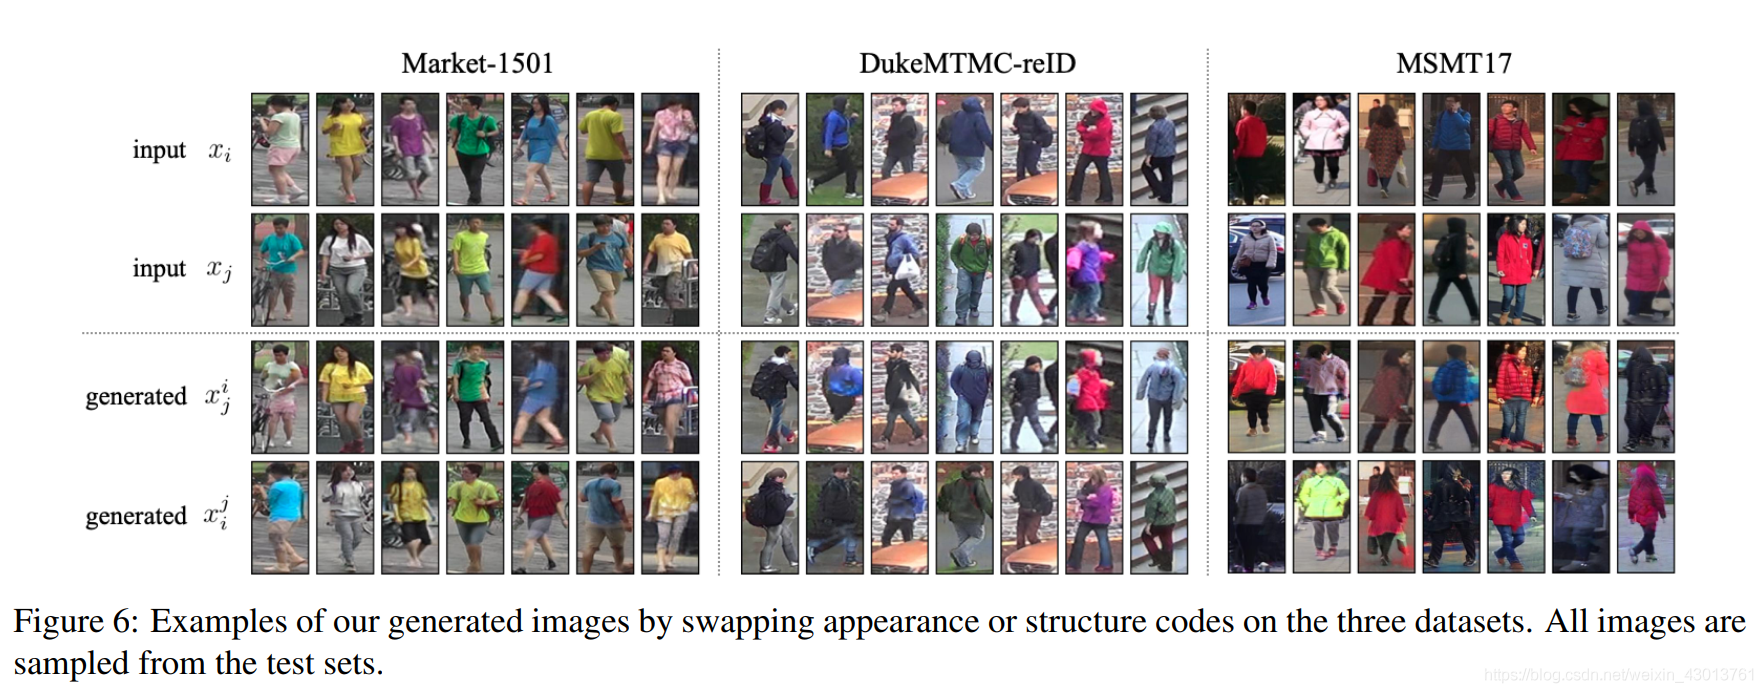 Market-1501 DukeMTMC-reID MSMT17
input x_i
input x_j
generated x_j^i
generated x_i^j
Figure 6: Examples of our generated images by swapping appearance or structure codes on the three datasets. All images are
sampled from the test sets.
https://blog.csdn.net/weixin_43013761